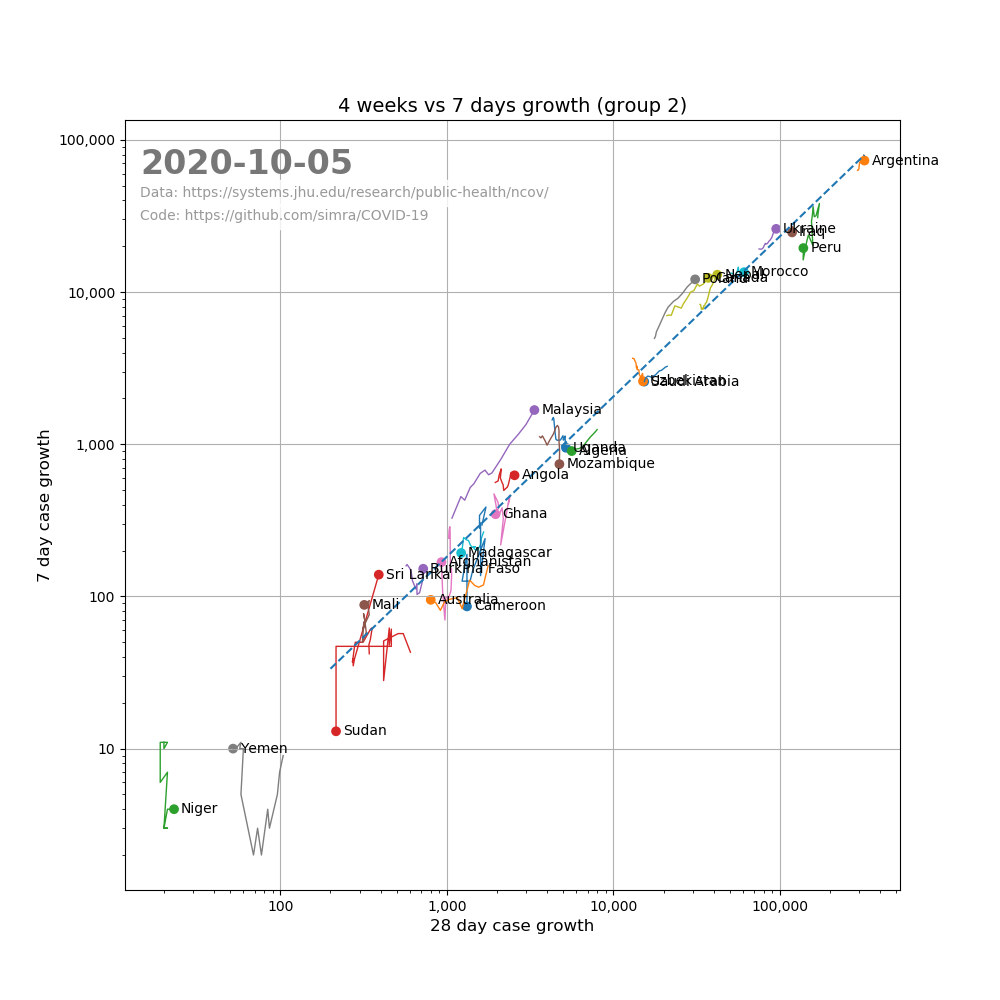 4 weeks vs 7 days growth (group 2)
100,000
2020-10-05
Argentina
Data: https://systems.jhu.edu/research/public-health/ncov/
Code: https://github.com/simra/COVID-19
Ukraine
Iraq
Peru
10,000
Morocco
Nepal
Canada
Poland
Uzbekistan
Saudi Arabia
Malaysia
1,000
Uganda
Algeria
Mozambique
Angola
Ghana
7 day case growth
Madagascar
Afghanistan
Burkina Faso
Sri Lanka
100
Australia
Mali
Cameroon
Sudan
10
Yemen
Niger
100
1,000
10,000
100,000
28 day case growth